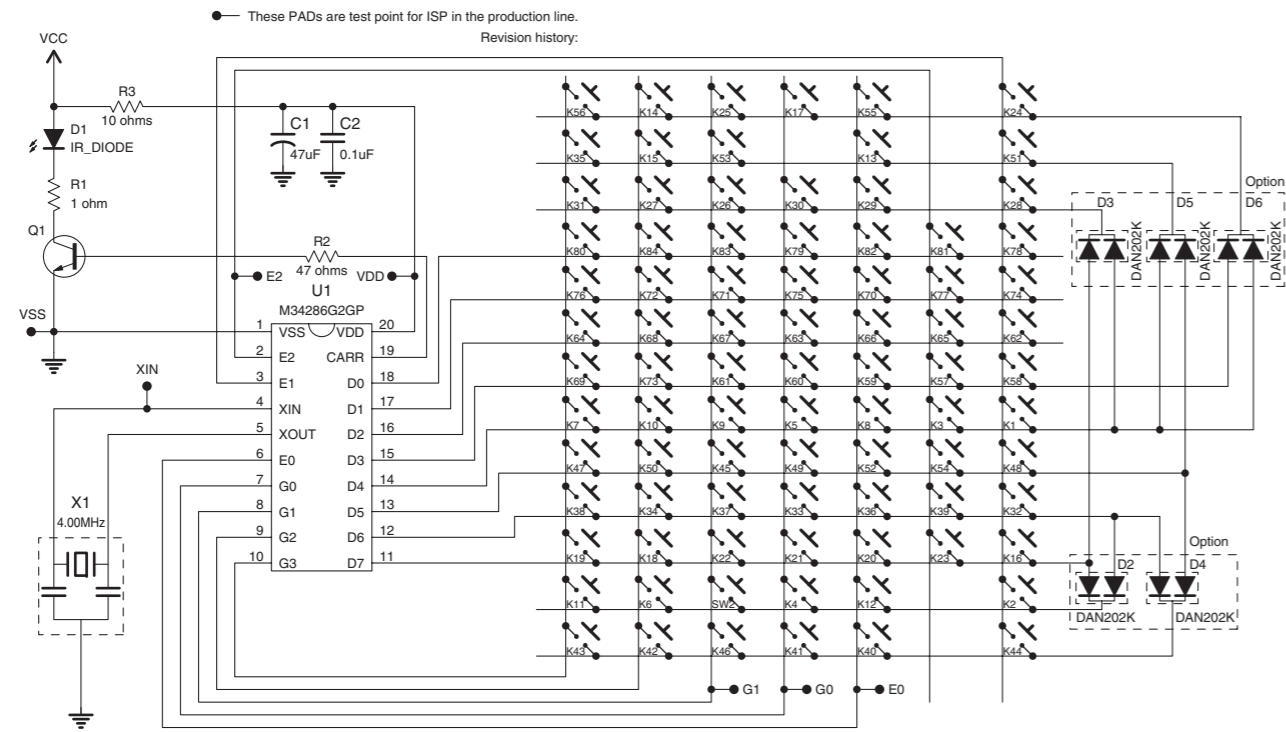 These PADs are test point for ISP in the production line.
Revision history:
VCC
R3
10 ohms
D1
IR_DIODE
R1
1 ohm
Q1
C1
47uF
C2
0.1uF
R2
47 ohms
E2
VDD
U1
M34286G2GP
VSS
XIN
1 VSS VDD 20
2 E2 CARR 19
3 E1 D0 18
4 XIN D1 17
5 XOUT D2 16
6 E0 D3 15
7 G0 D4 14
8 G1 D5 13
9 G2 D6 12
10 G3 D7 11
X1
4.00MHz
K56 K14 K25 K17 K55 K24
K35 K15 K53 K13 K51
K31 K27 K26 K30 K29 K28
K80 K84 K83 K79 K82 K81 K78
K76 K72 K71 K75 K70 K77 K74
K64 K68 K67 K63 K66 K65 K62
K69 K73 K61 K60 K59 K57 K58
K7 K10 K9 K5 K8 K3 K1
K47 K50 K45 K49 K52 K54 K48
K38 K34 K37 K33 K36 K39 K32
K19 K18 K22 K21 K20 K23 K16
K11 K6 SW2 K4 K12 K2
K43 K42 K46 K41 K40 K44
G1 G0 E0
Option
D3 D5 D6
DAN202K DAN202K DAN202K
Option
D2 D4
DAN202K DAN202K